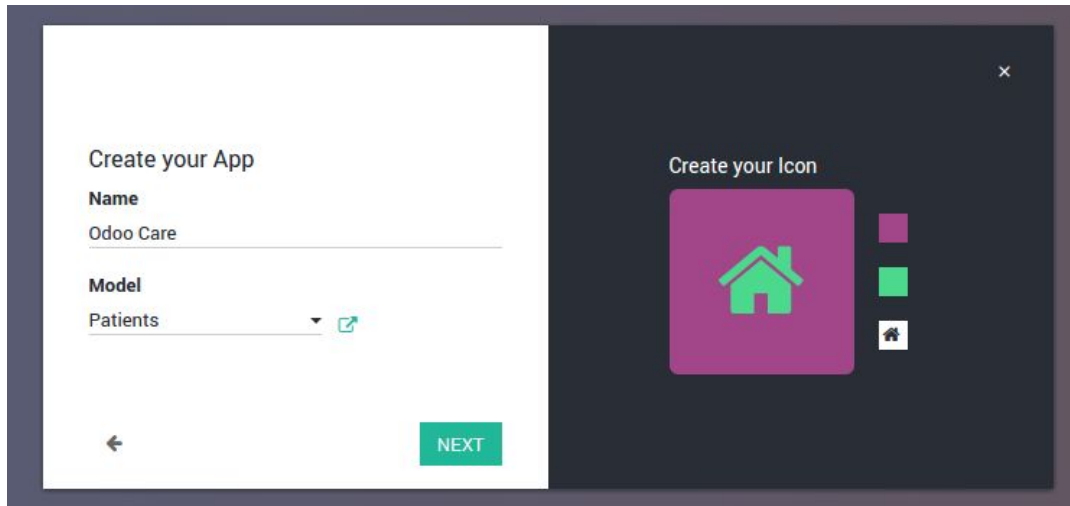 ×
Create your App
Name
Odoo Care
Model
Patients
NEXT
Create your Icon